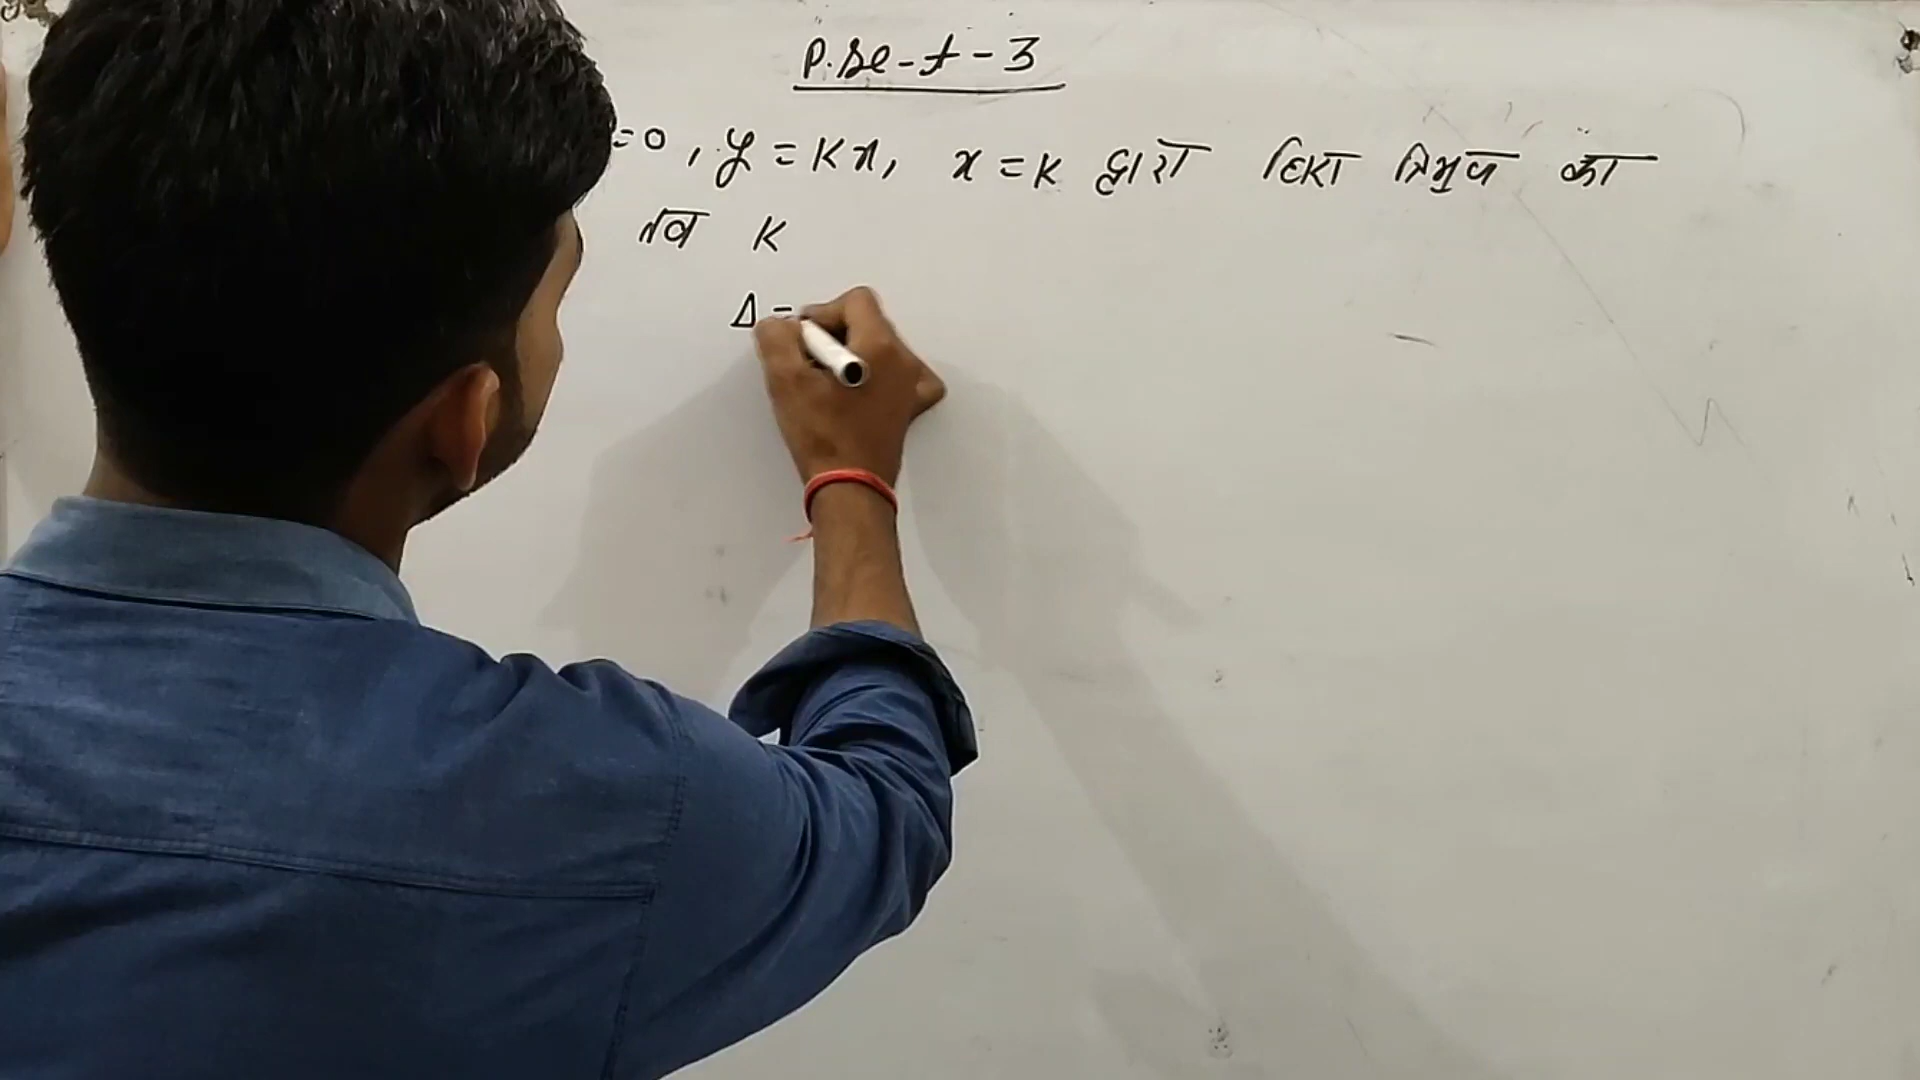 P. Se-t-3
=0, y = Kx, x = K द्वारा घिरा त्रिभुज का
तब K
Δ =